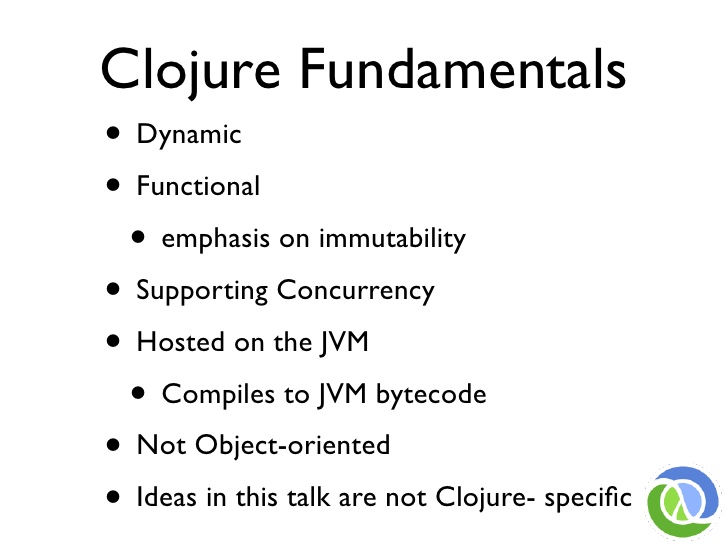 Clojure Fundamentals
• Dynamic
• Functional
• emphasis on immutability
• Supporting Concurrency
• Hosted on the JVM
• Compiles to JVM bytecode
• Not Object-oriented
• Ideas in this talk are not Clojure- specific